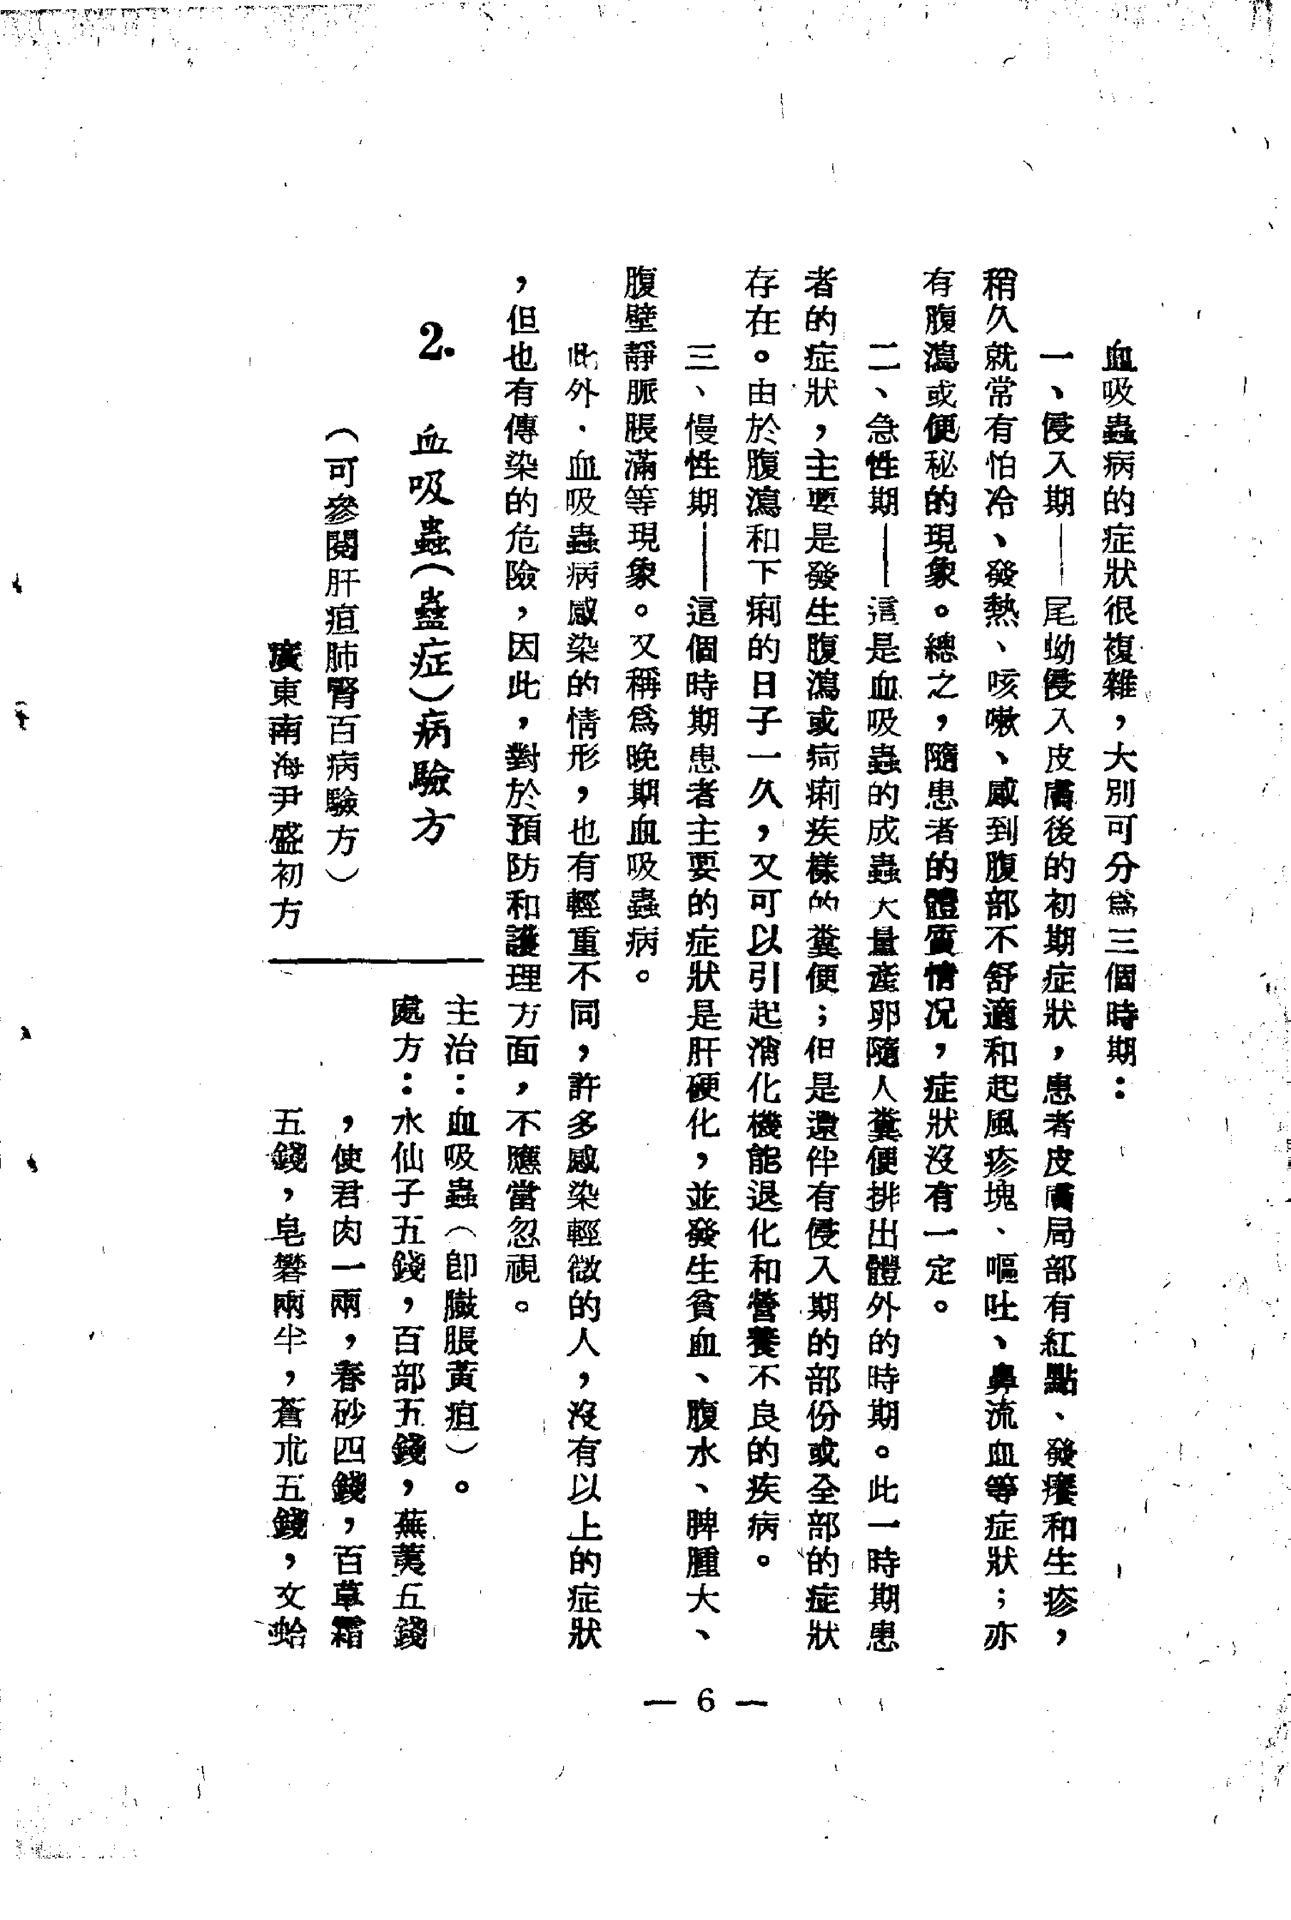 血吸蟲病的症狀很複雜，大別可分爲三個時期：
一、侵入期——尾蚴侵入皮膚後的初期症狀，患者皮膚局部有紅點、發癢和生疹，
稍久就常有怕冷、發熱、咳嗽、感到腹部不舒適和起風疹塊、嘔吐、鼻流血等症狀；亦
有腹瀉或便秘的現象。總之，隨患者的體質情况，症狀沒有一定。
二、急性期——這是血吸蟲的成蟲大量產卵隨人糞便排出體外的時期。此一時期患
者的症狀，主要是發生腹瀉或疴痢疾樣的糞便；但是還伴有侵入期的部份或全部的症狀
存在。由於腹瀉和下痢的日子一久，又可以引起消化機能退化和營養不良的疾病。
三、慢性期——這個時期患者主要的症狀是肝硬化，並發生貧血、腹水、脾腫大、
腹壁靜脈脹滿等現象。又稱爲晚期血吸蟲病。
此外，血吸蟲病感染的情形，也有輕重不同，許多感染輕微的人，沒有以上的症狀
，但也有傳染的危險，因此，對於預防和護理方面，不應當忽視。
2. 血吸蟲(蠱症)病驗方
（可參閱肝疸肺腎百病驗方）
廣東南海尹盛初方
主治：血吸蟲（卽臌脹黃疸）。
處方：水仙子五錢，百部五錢，蕪荑五錢
，使君肉一兩，春砂四錢，百草霜
五錢，皂礬兩半，蒼朮五錢，文蛤
— 6 —